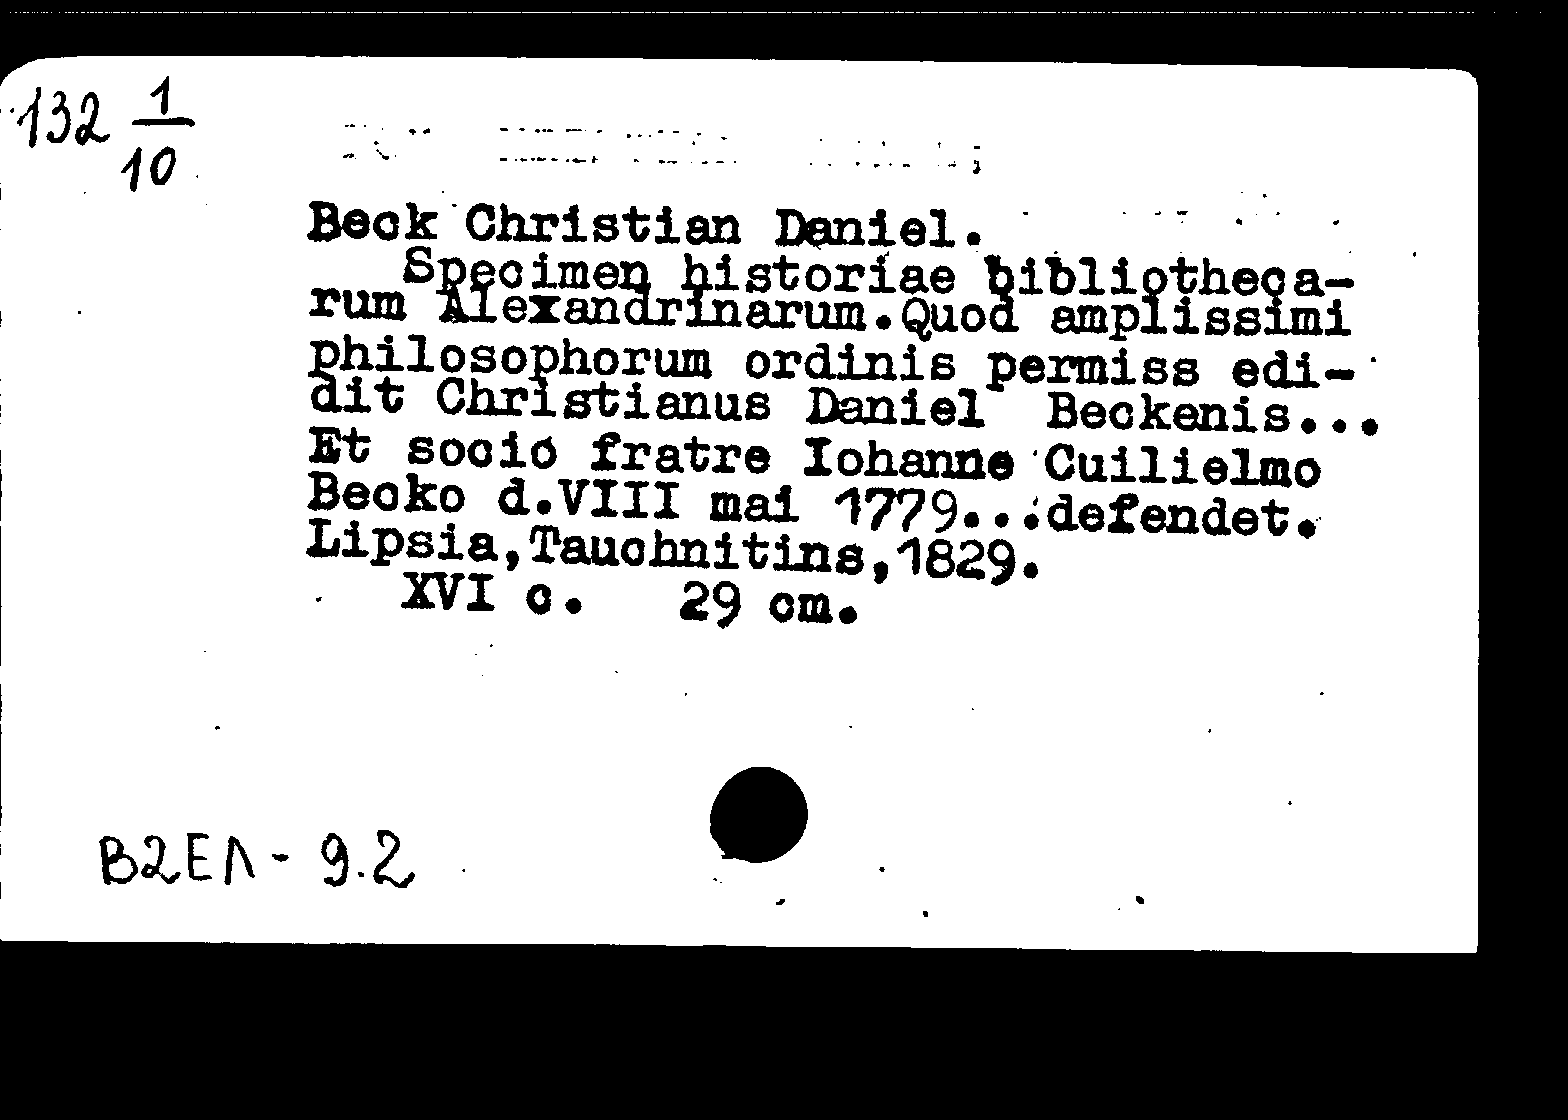 132 1/10
Beck Christian Daniel.
Specimen historiae bibliotheca-
rum Alexandrinarum.Quod amplissimi
philosophorum ordinis permiss edi-
dit Christianus Daniel Beckenis...
Et socio fratre Iohanne Cuilielmo
Becko d.VIII mai 1779...defendet.
Lipsia,Tauchnitins,1829.
XVI c. 29 cm.
В2ЕЛ - 9.2